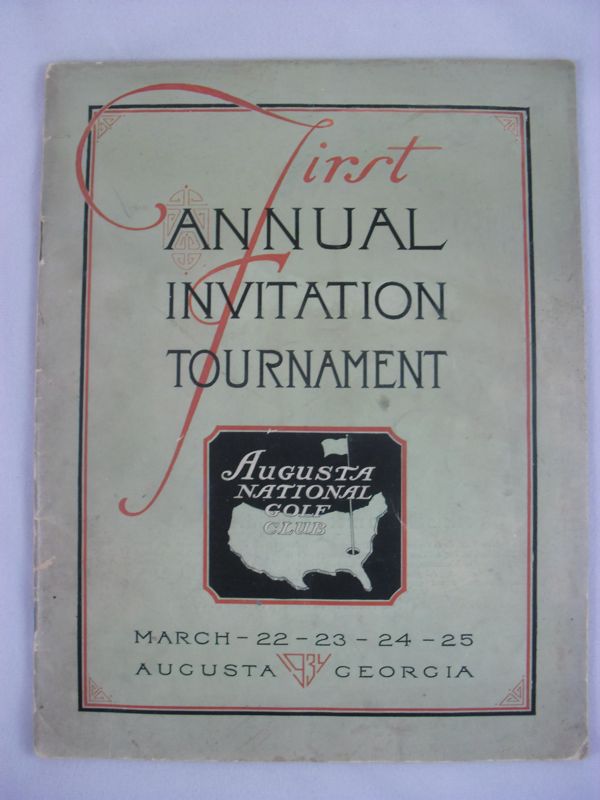 First
ANNUAL
INVITATION
TOURNAMENT
AUGUSTA
NATIONAL
GOLF
CLUB
MARCH - 22 - 23 - 24 - 25
AUGUSTA 1934 GEORGIA